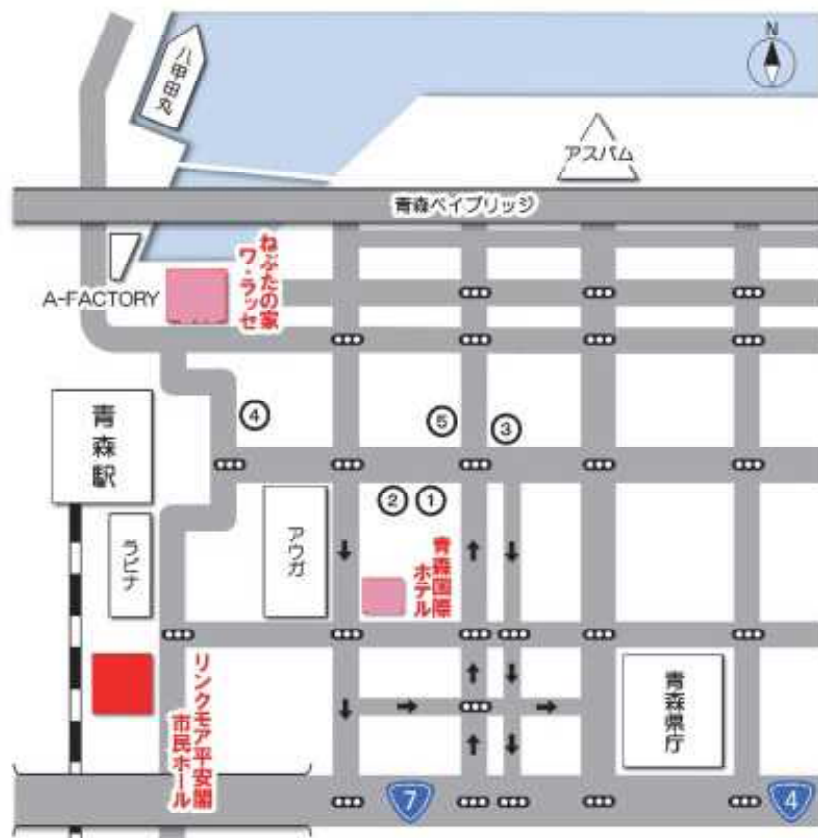 N
八甲田丸
アスパム
青森ベイブリッジ
ねぶたの家
ワ・ラッセ
A-FACTORY
④
⑤
③
青森駅
②
①
ラビナ
アウガ
青森国際
ホテル
リンクモア平安閣
市民ホール
青森県庁
7
4